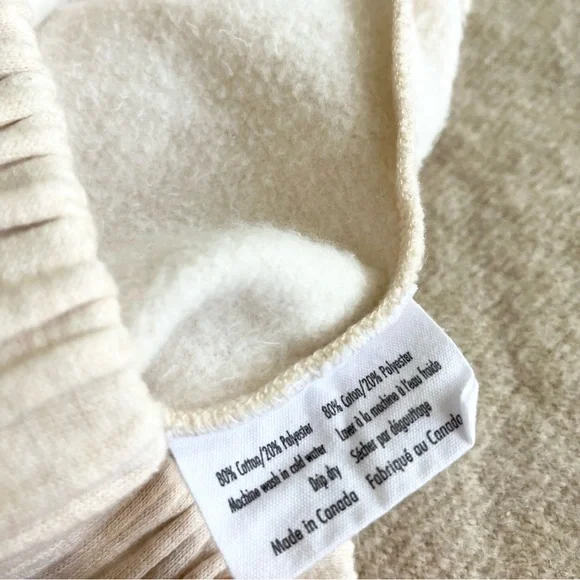 80% Cotton/20% Polyester
Machine wash in cold water
Drip dry
Made in Canada
80% Coton/20% Polyester
Laver à la machine à l'eau froide
Sécher par dégouttage
Fabriqué au Canada